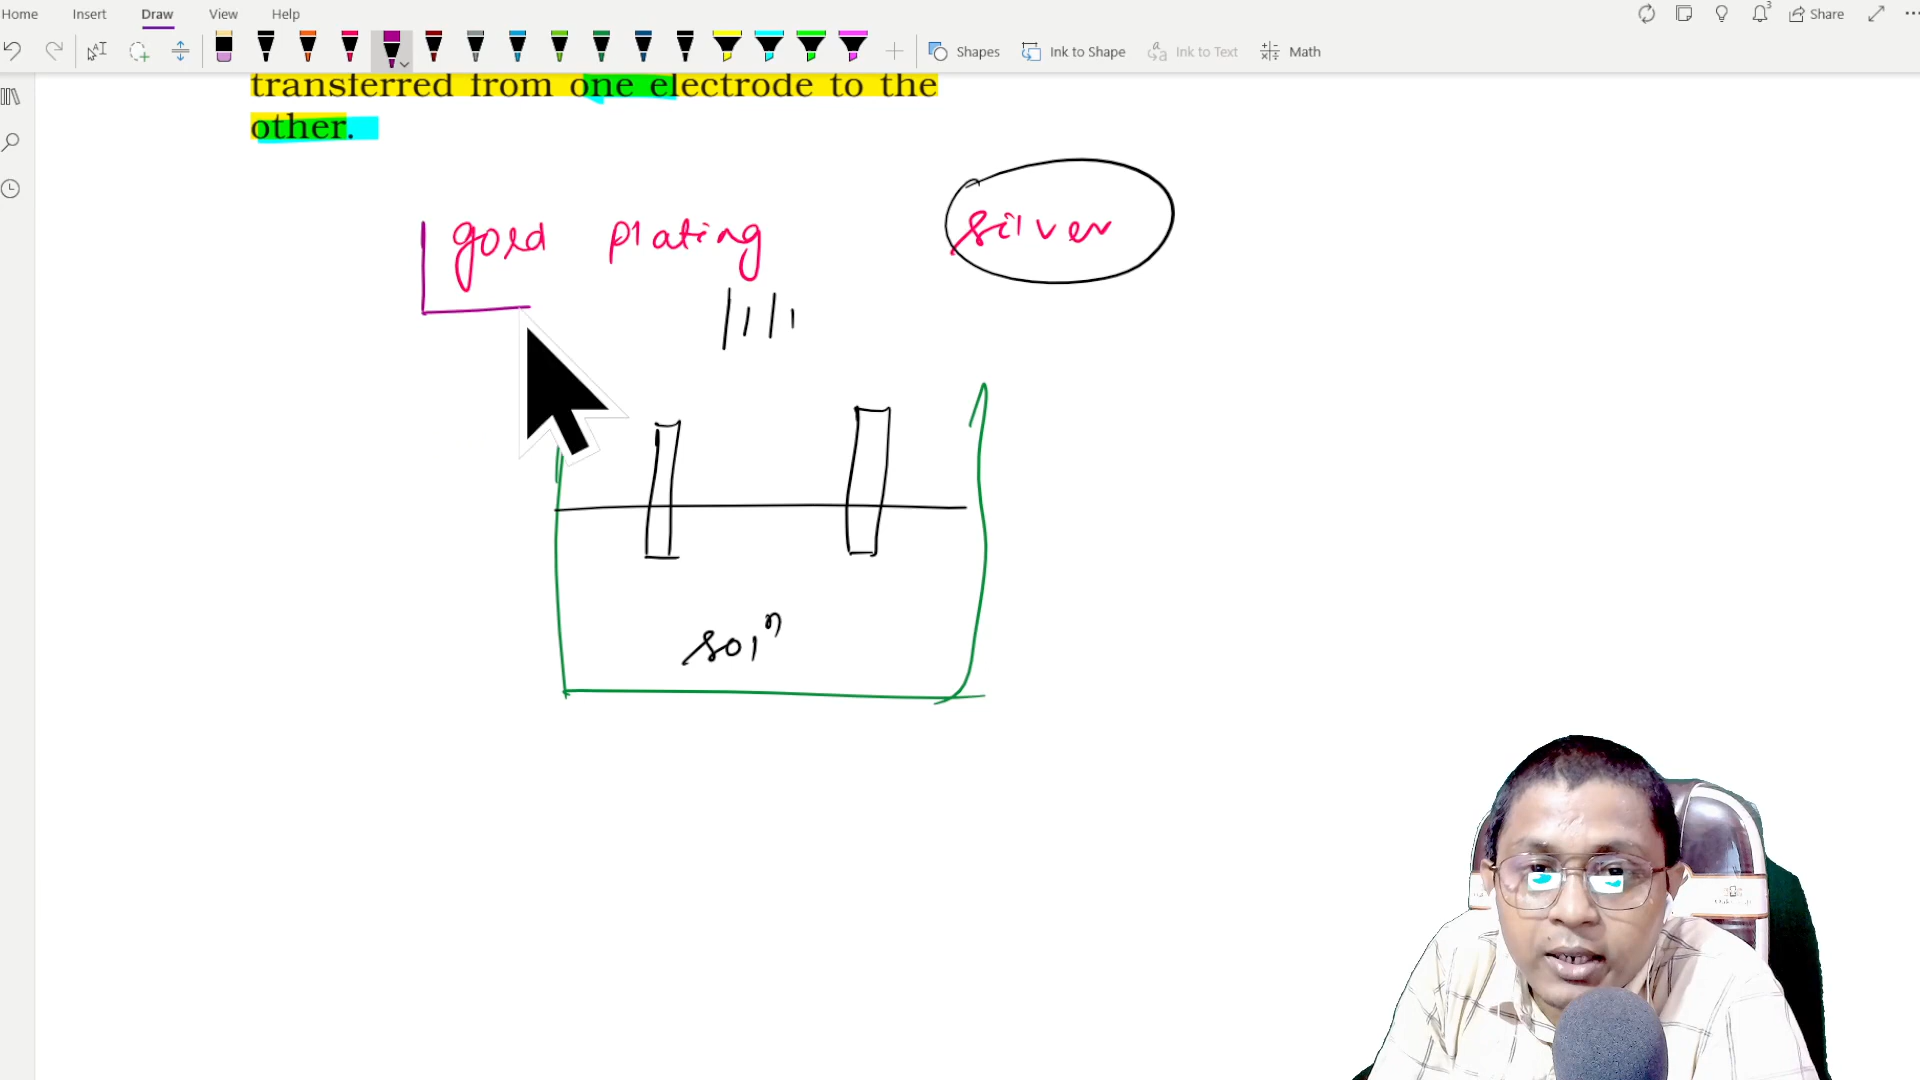 Home Insert Draw View Help
3 Share
Shapes Ink to Shape Ink to Text Math
transferred from one electrode to the
other.
gold plating silver
solⁿ